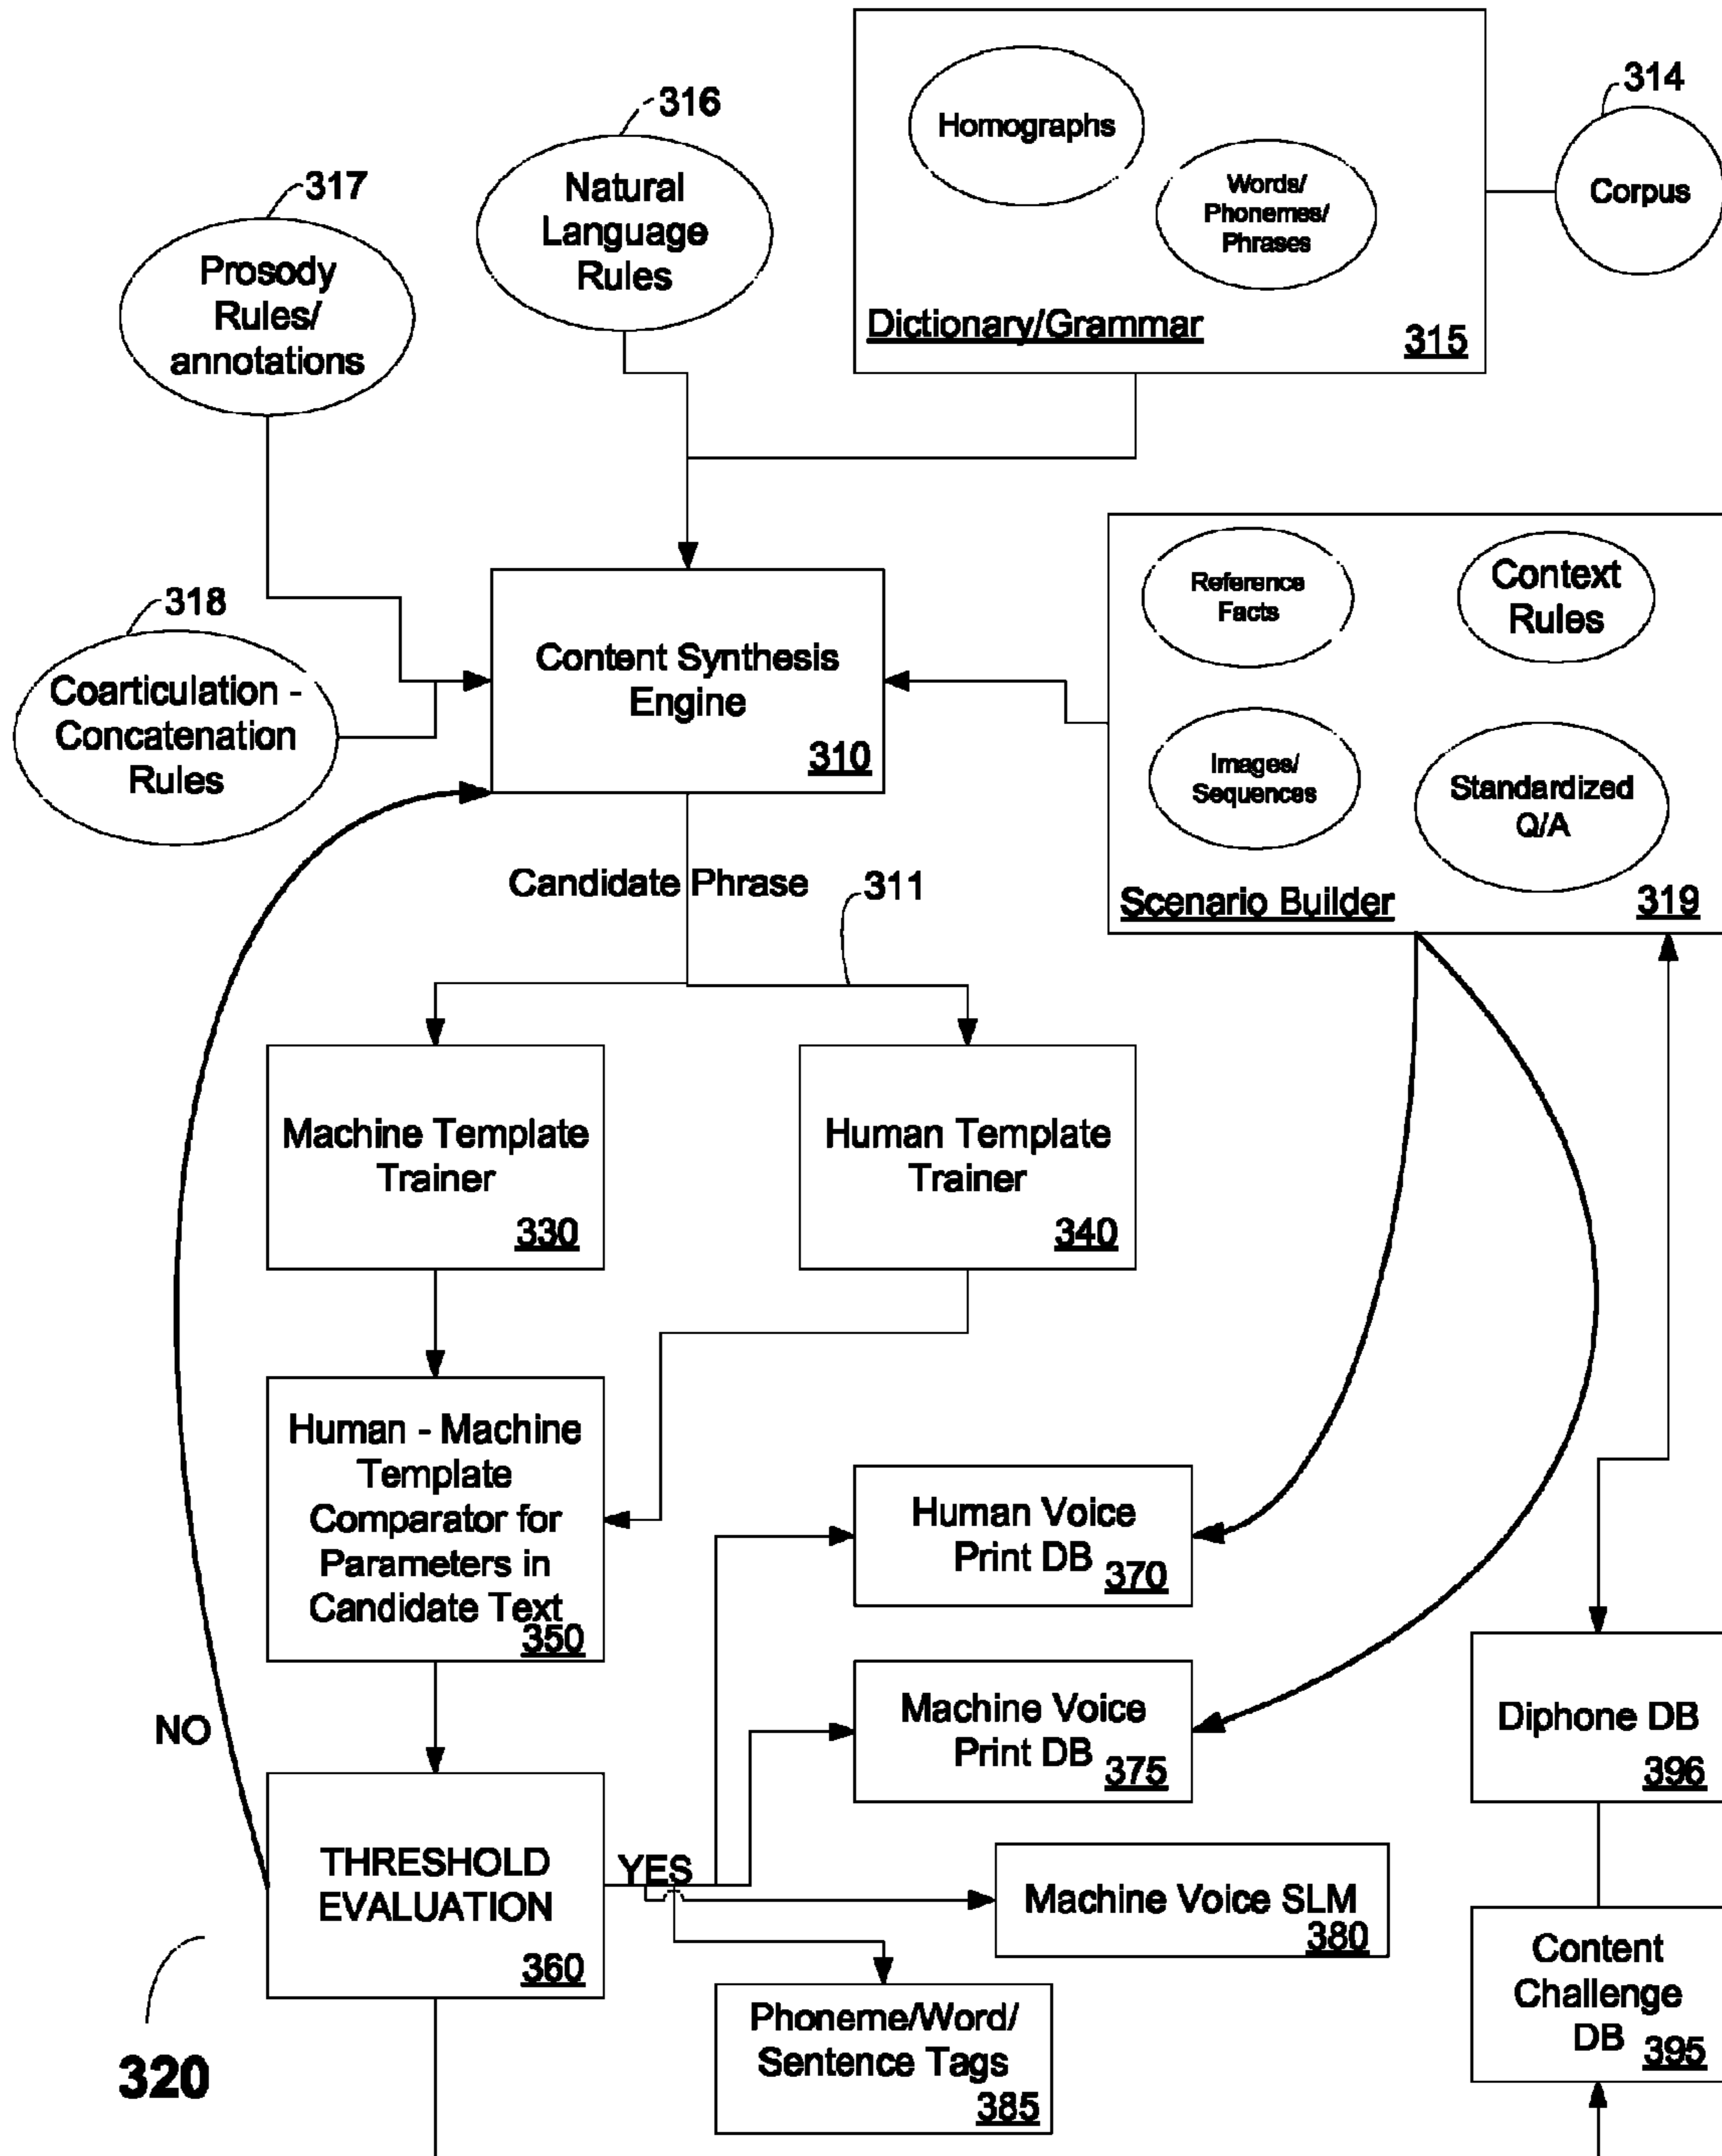 314
Homographs
316
Words/
Phonemes/
Phrases
Corpus
317
Natural
Language
Rules
Prosody
Rules/
annotations
Dictionary/Grammar
315
318
Reference
Facts
Context
Rules
Content Synthesis
Engine
310
Coarticulation -
Concatenation
Rules
Images/
Sequences
Standardized
Q/A
Scenario Builder
319
Candidate Phrase
311
Machine Template
Trainer
330
Human Template
Trainer
340
Human - Machine
Template
Comparator for
Parameters in
Candidate Text
350
Human Voice
Print DB
370
Machine Voice
Print DB
375
Diphone DB
396
NO
THRESHOLD
EVALUATION
360
YES
Machine Voice SLM
380
Content
Challenge
DB
395
Phoneme/Word/
Sentence Tags
385
320